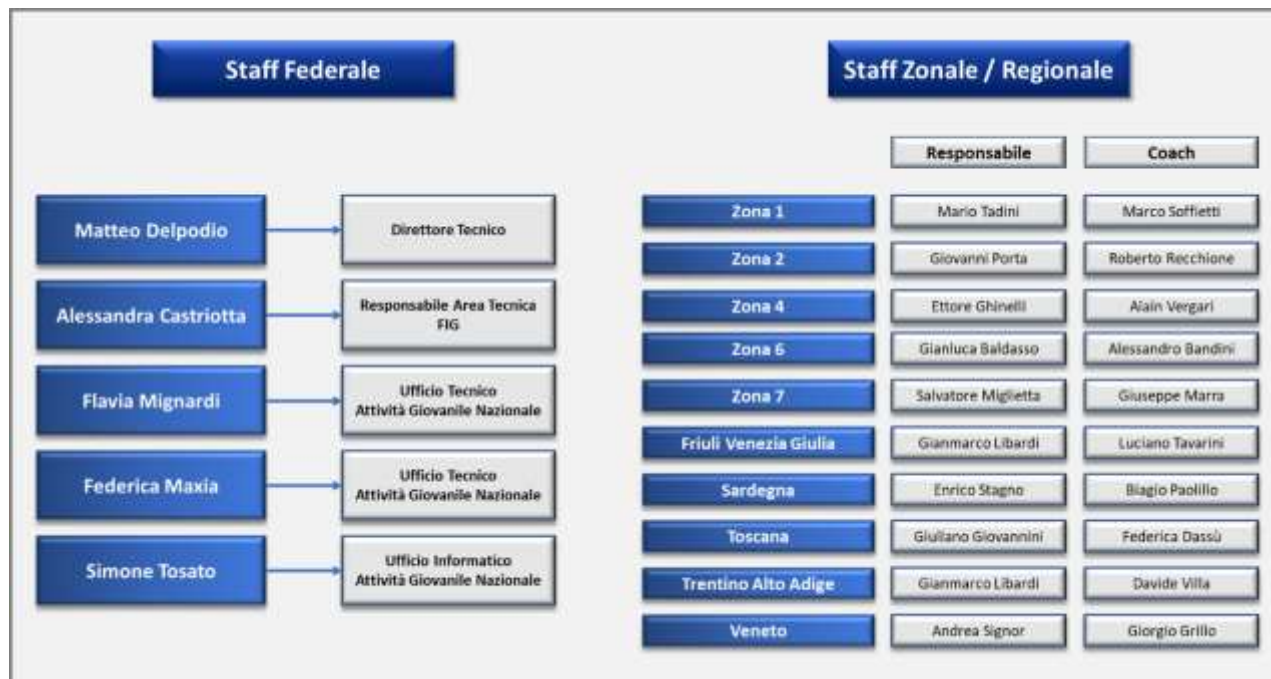 Staff Federale
Staff Zonale / Regionale
Responsabile
Coach
Matteo Delpodio
Direttore Tecnico
Alessandra Castriotta
Responsabile Area Tecnica
FIG
Flavia Mignardi
Ufficio Tecnico
Attività Giovanile Nazionale
Federica Maxia
Ufficio Tecnico
Attività Giovanile Nazionale
Simone Tosato
Ufficio Informatico
Attività Giovanile Nazionale
Zona 1
Mario Tadini
Marco Soffietti
Zona 2
Giovanni Porta
Roberto Recchione
Zona 4
Ettore Ghinelli
Alain Vergari
Zona 6
Gianluca Baldasso
Alessandro Bandini
Zona 7
Salvatore Miglietta
Giuseppe Marra
Friuli Venezia Giulia
Gianmarco Libardi
Luciano Tavarini
Sardegna
Enrico Stagno
Biagio Paolillo
Toscana
Giuliano Giovannini
Federica Dassù
Trentino Alto Adige
Gianmarco Libardi
Davide Villa
Veneto
Andrea Signor
Giorgio Grillo